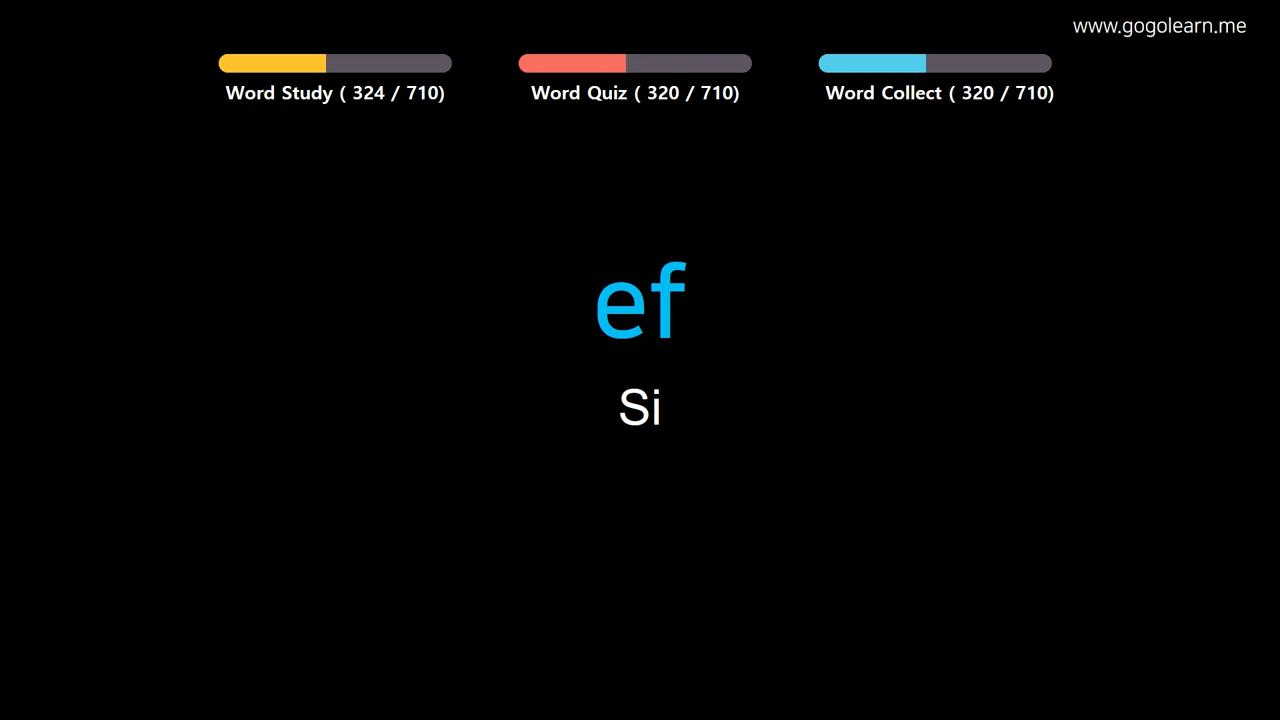 www.gogolearn.me
Word Study ( 324 / 710)
Word Quiz ( 320 / 710)
Word Collect ( 320 / 710)
ef
Si